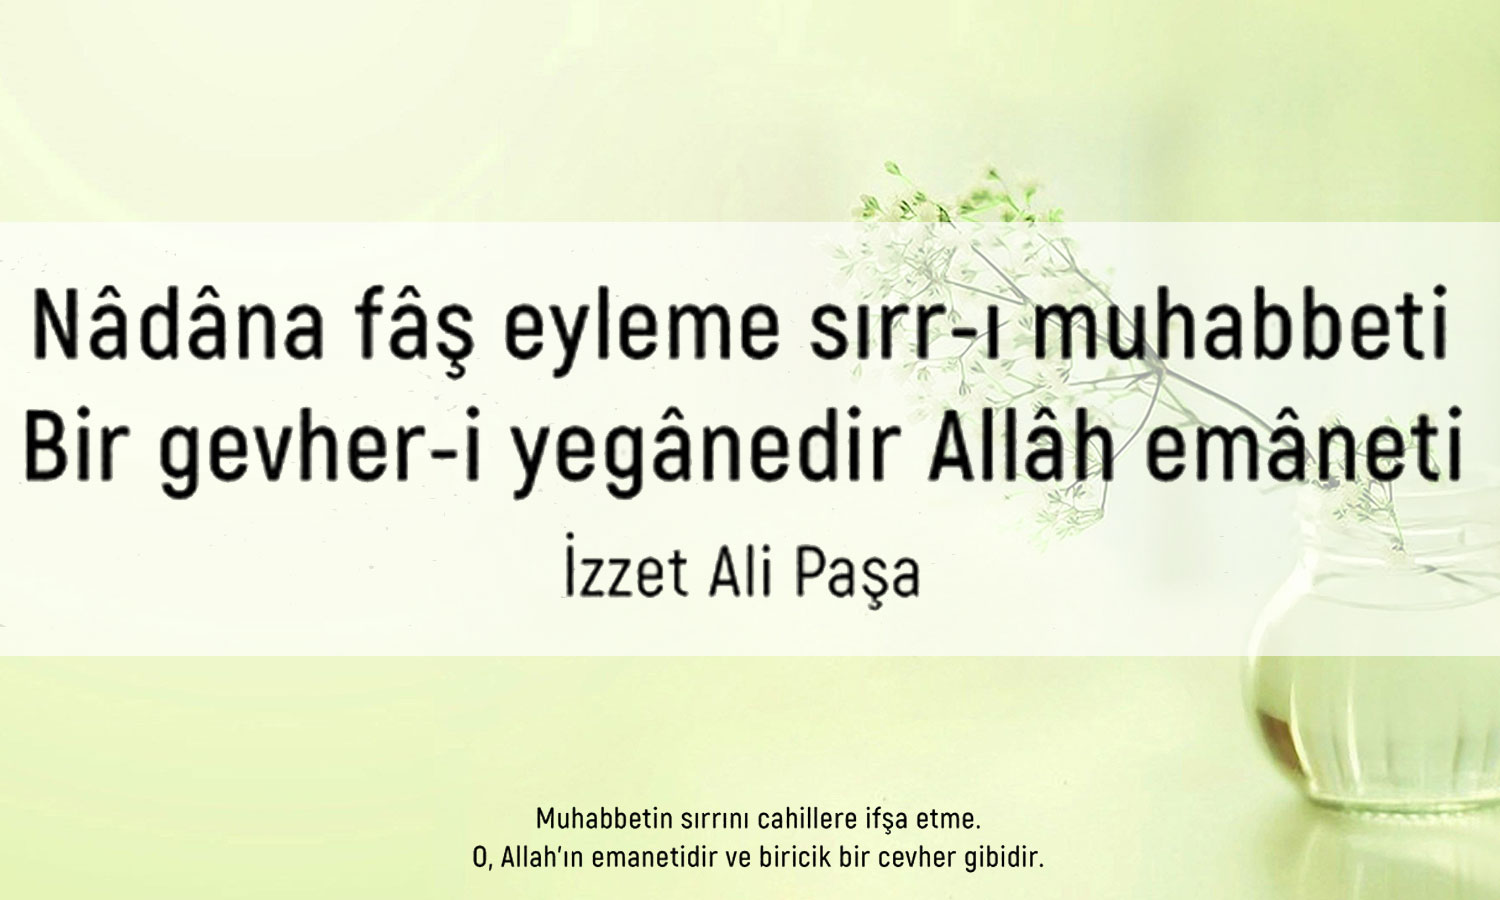 Nâdâna fâş eyleme sırr-ı muhabbeti
Bir gevher-i yegânedir Allâh emâneti
İzzet Ali Paşa
Muhabbetin sırrını cahillere ifşa etme.
O, Allah'ın emanetidir ve biricik bir cevher gibidir.